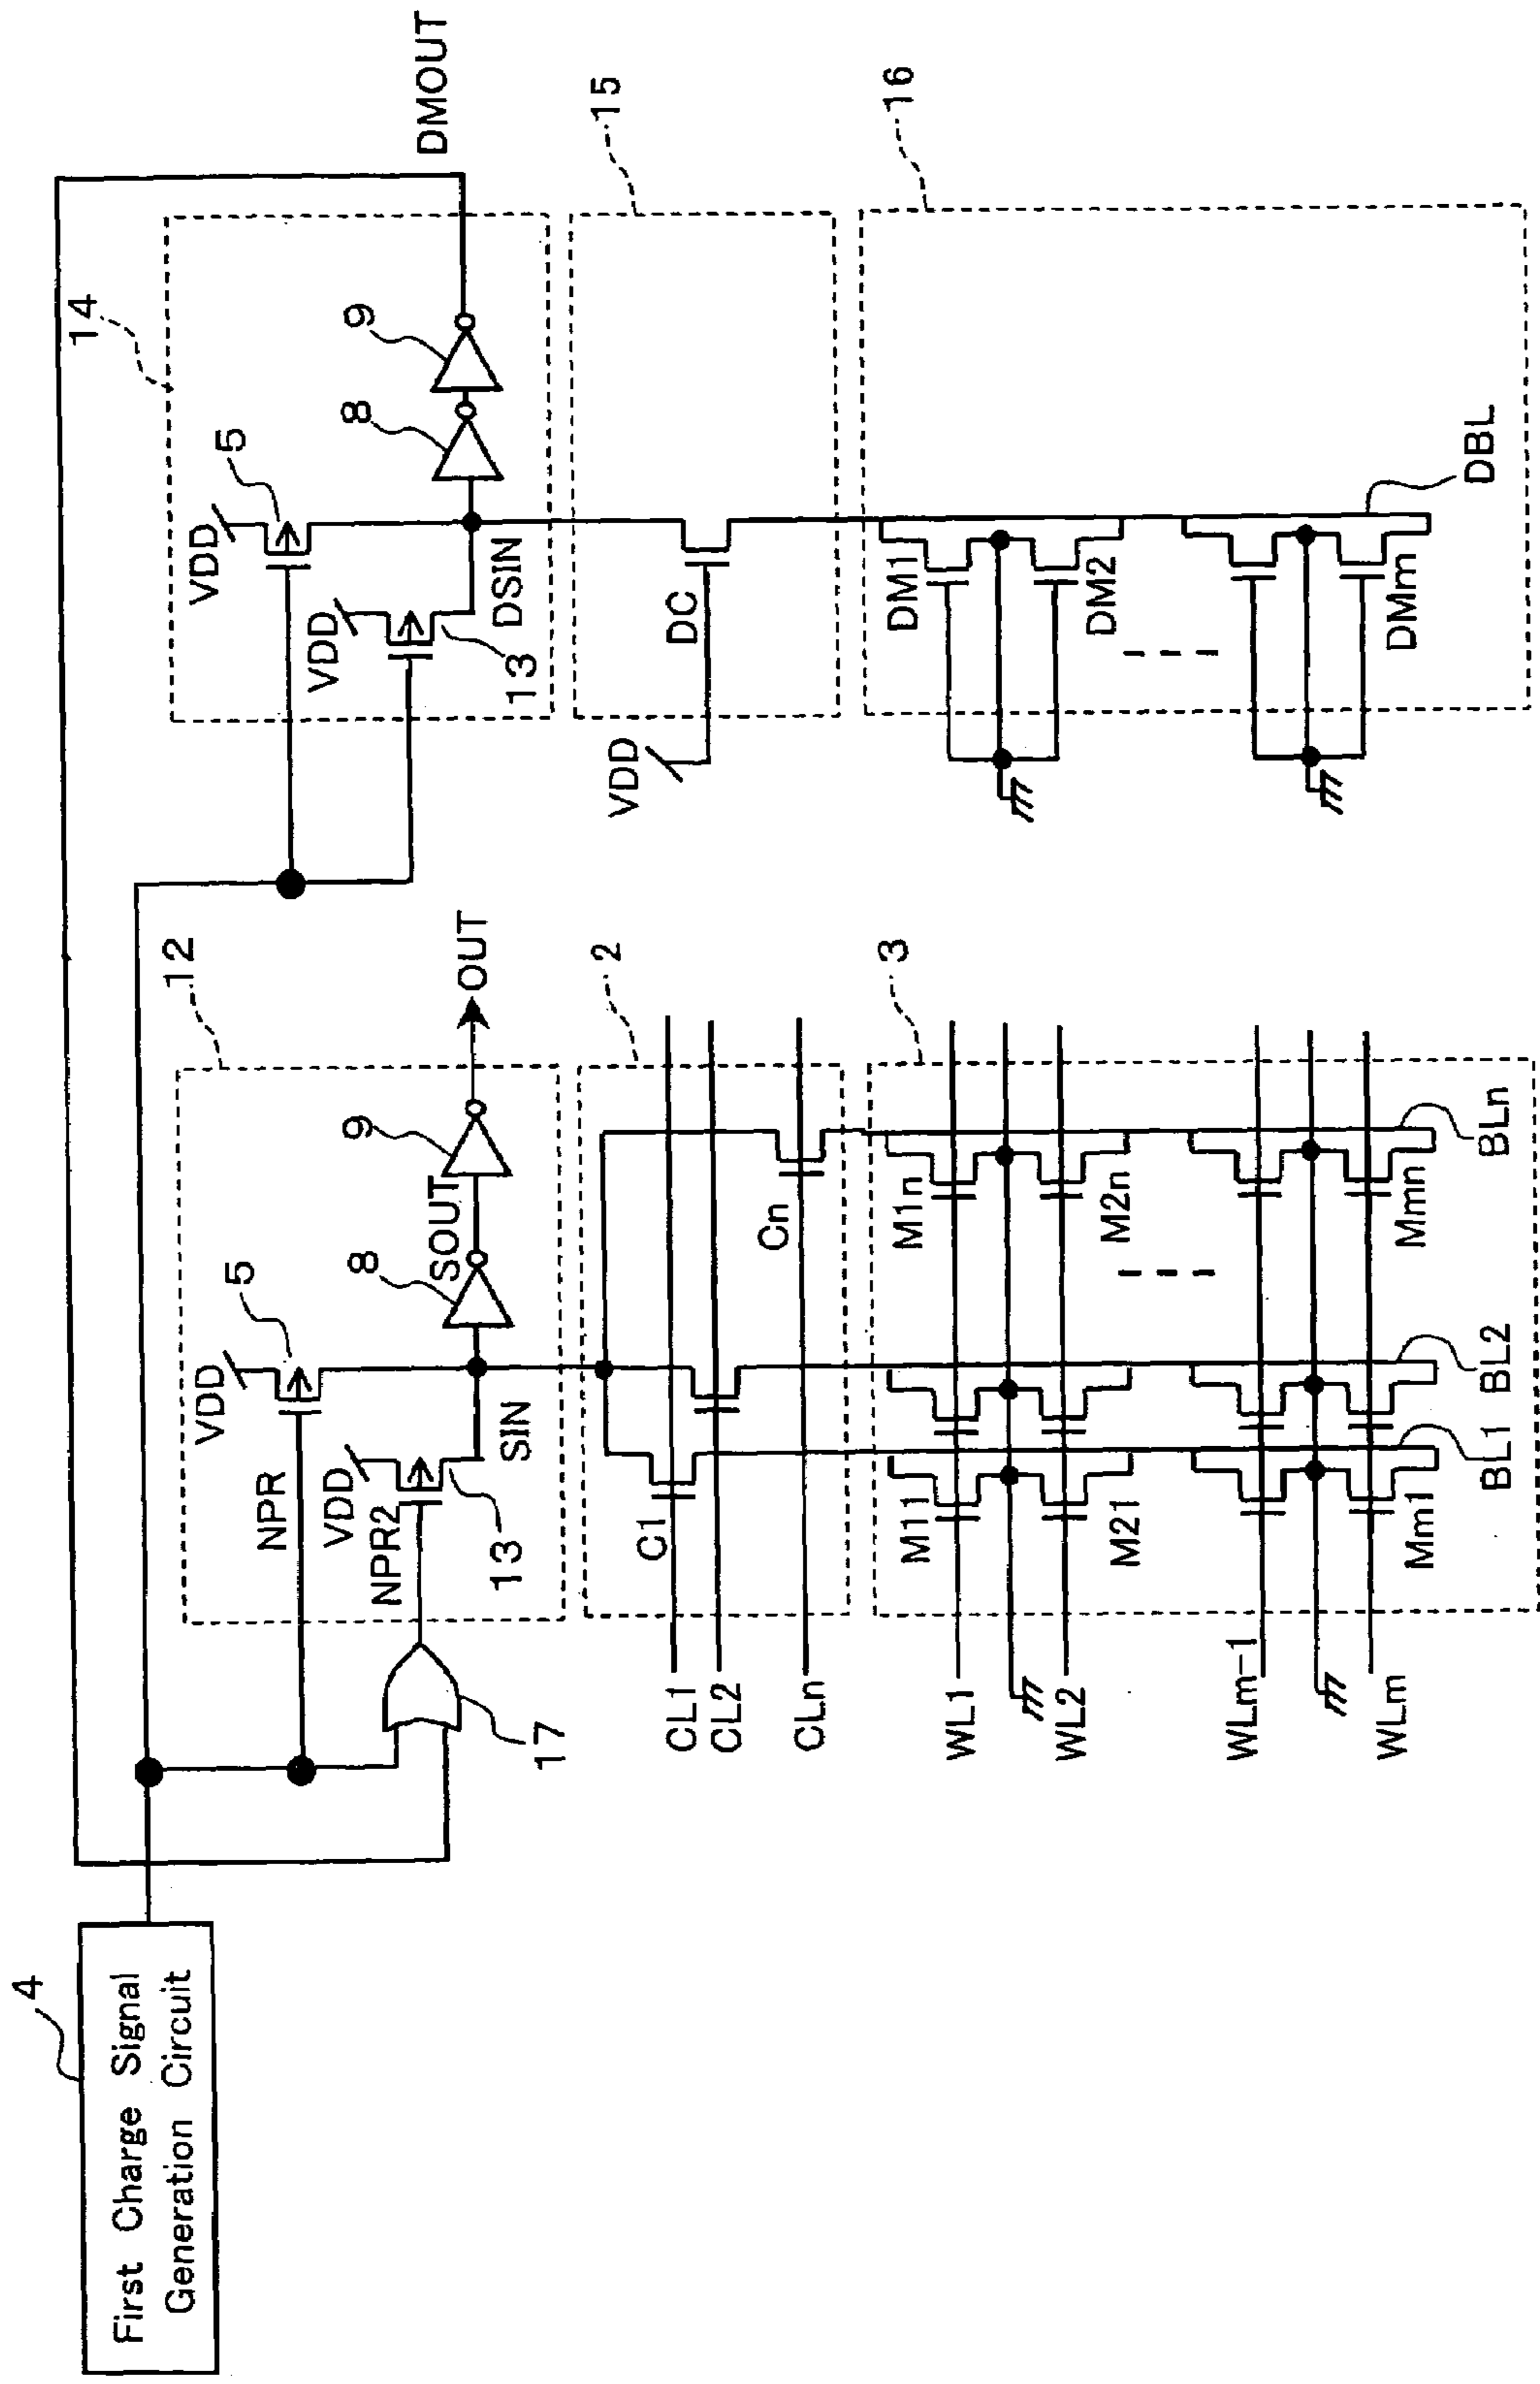 4
First Charge Signal
Generation Circuit
12
14
VDD
5
NPR
VDD
NPR2
13
SIN
8
SOUT
9
OUT
17
VDD
5
VDD
13
DSIN
8
9
DMOUT
2
C1
Cn
CL1
CL2
CLn
15
VDD
DC
3
M11
M1n
WL1
M21
M2n
WL2
WLm-1
Mm1
Mmn
WLm
BL1
BL2
BLn
16
DM1
DM2
DMm
DBL